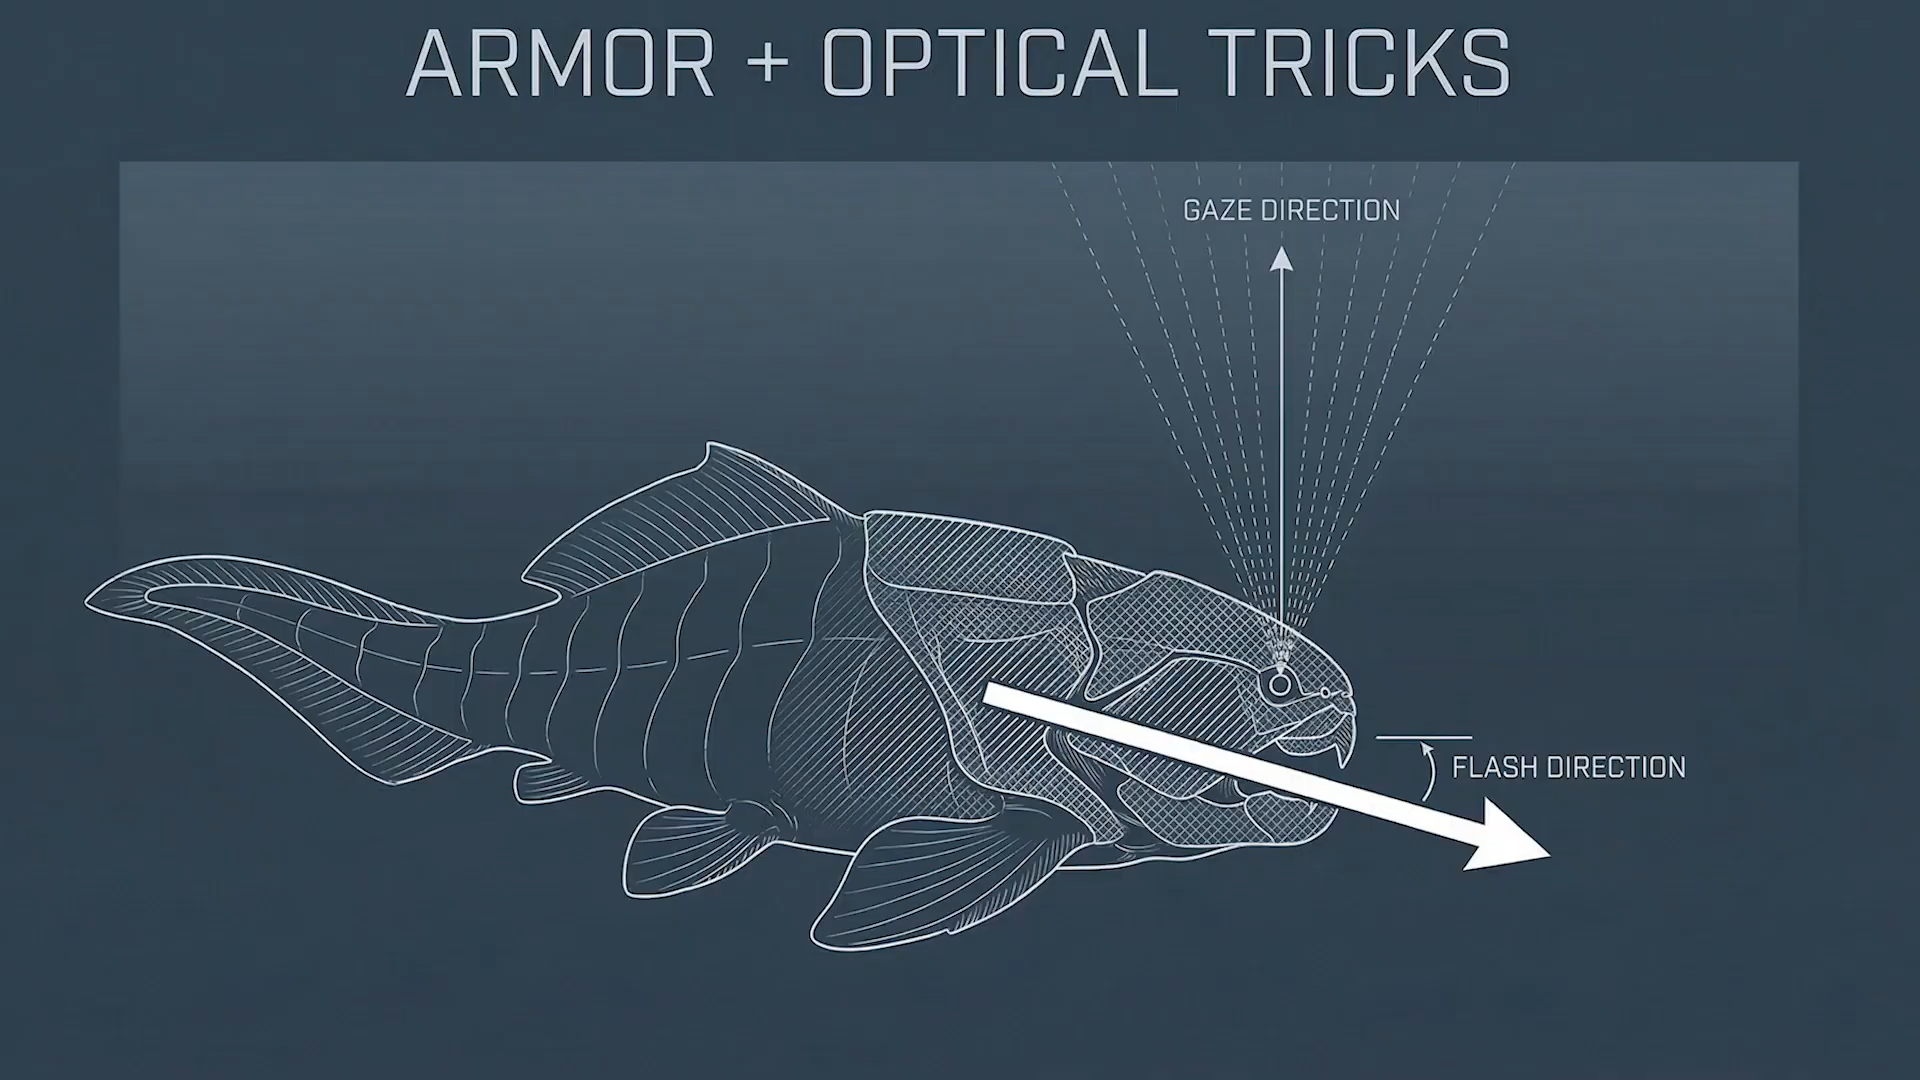 ARMOR + OPTICAL TRICKS
GAZE DIRECTION
FLASH DIRECTION